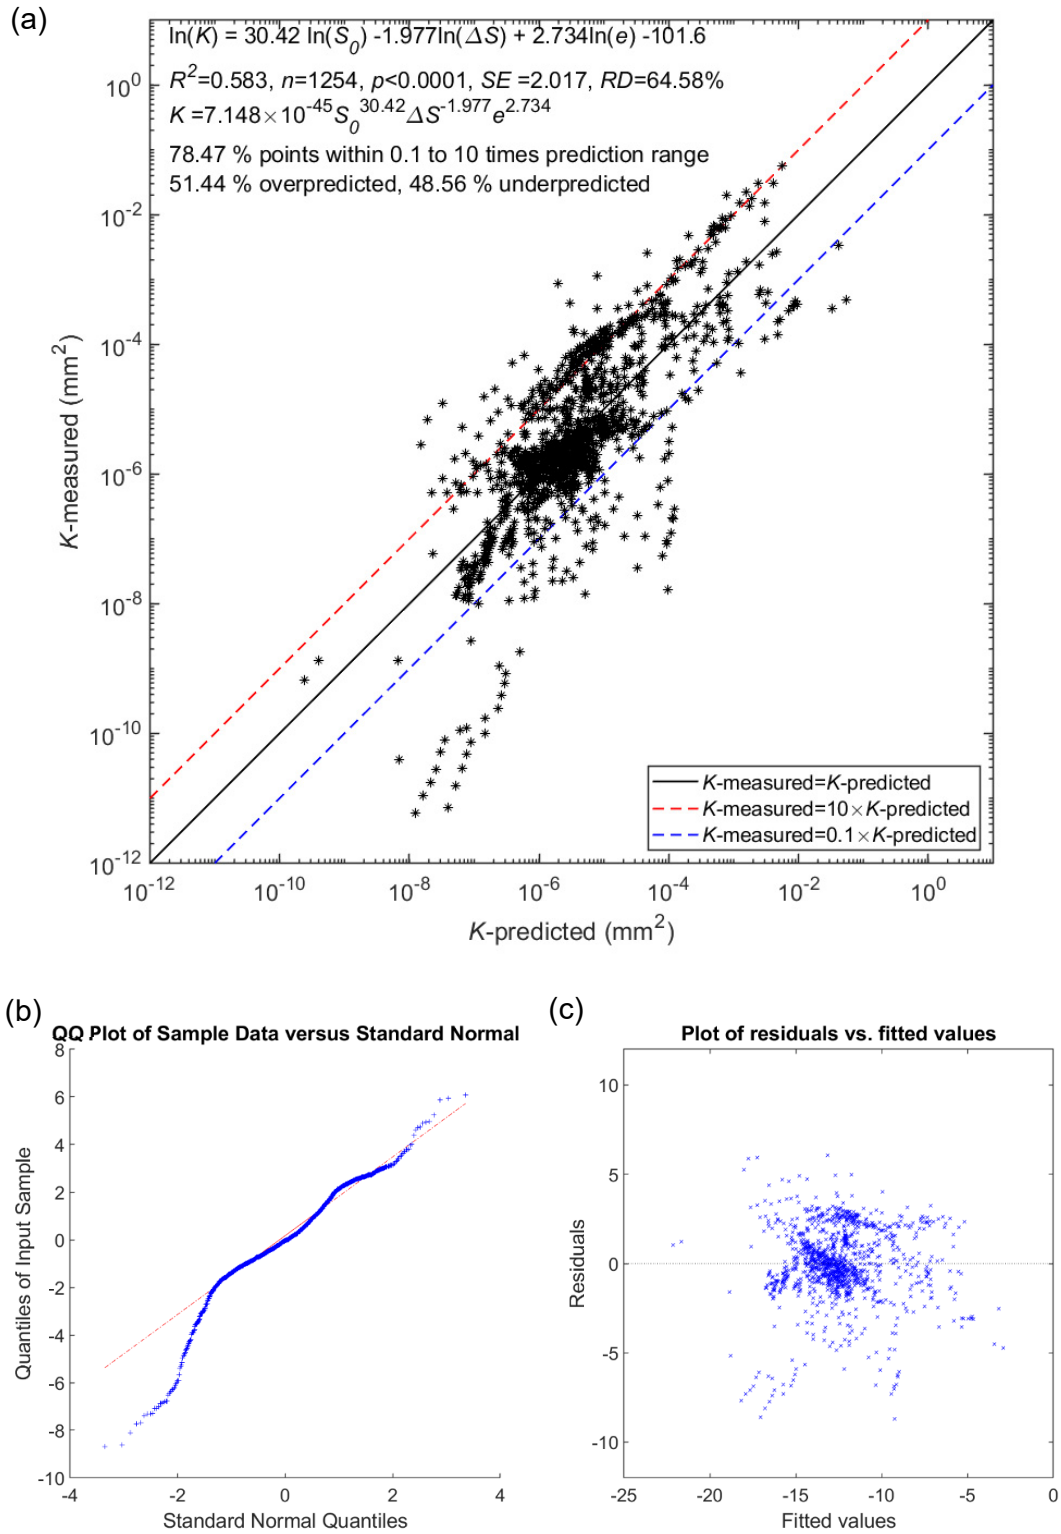 (a)
ln(K) = 30.42 ln(S₀) -1.977ln(ΔS) + 2.734ln(e) -101.6
R²=0.583, n=1254, p<0.0001, SE =2.017, RD=64.58%
K =7.148×10⁻⁴⁵S₀³⁰·⁴²ΔS⁻¹·⁹⁷⁷e²·⁷³⁴
78.47 % points within 0.1 to 10 times prediction range
51.44 % overpredicted, 48.56 % underpredicted
10⁰
10⁻²
10⁻⁴
10⁻⁶
10⁻⁸
10⁻¹⁰
10⁻¹²
K-measured (mm²)
K-measured=K-predicted
K-measured=10×K-predicted
K-measured=0.1×K-predicted
10⁻¹² 10⁻¹⁰ 10⁻⁸ 10⁻⁶ 10⁻⁴ 10⁻² 10⁰
K-predicted (mm²)
(b)
QQ Plot of Sample Data versus Standard Normal
8
6
4
2
0
-2
-4
-6
-8
-10
Quantiles of Input Sample
-4 -2 0 2 4
Standard Normal Quantiles
(c)
Plot of residuals vs. fitted values
10
5
0
-5
-10
Residuals
-25 -20 -15 -10 -5 0
Fitted values